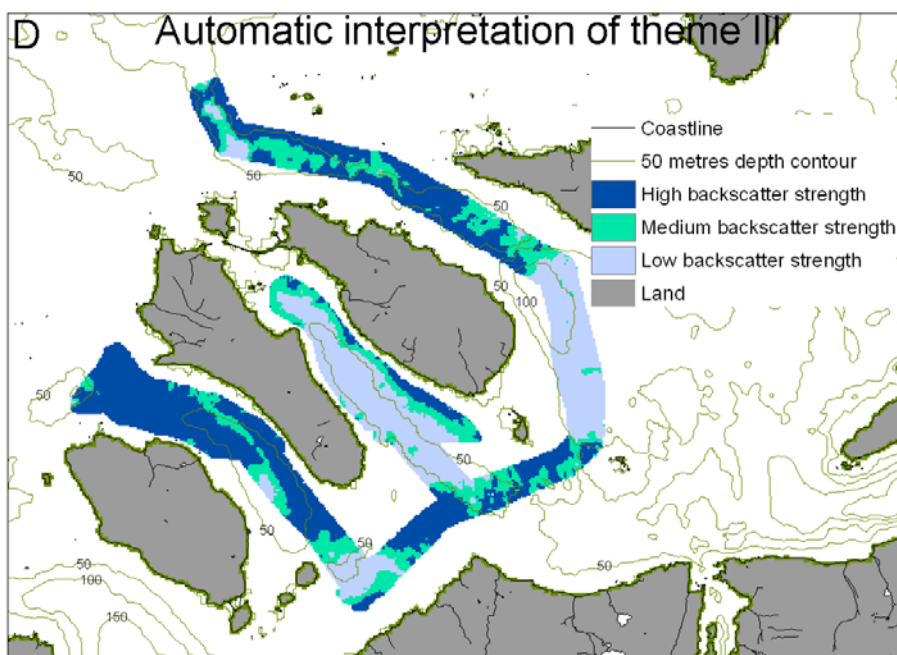 D
Automatic interpretation of theme III
Coastline
50 metres depth contour
High backscatter strength
Medium backscatter strength
Low backscatter strength
Land
50
50
50
50
100
50
50
50
50
50
50
100
150